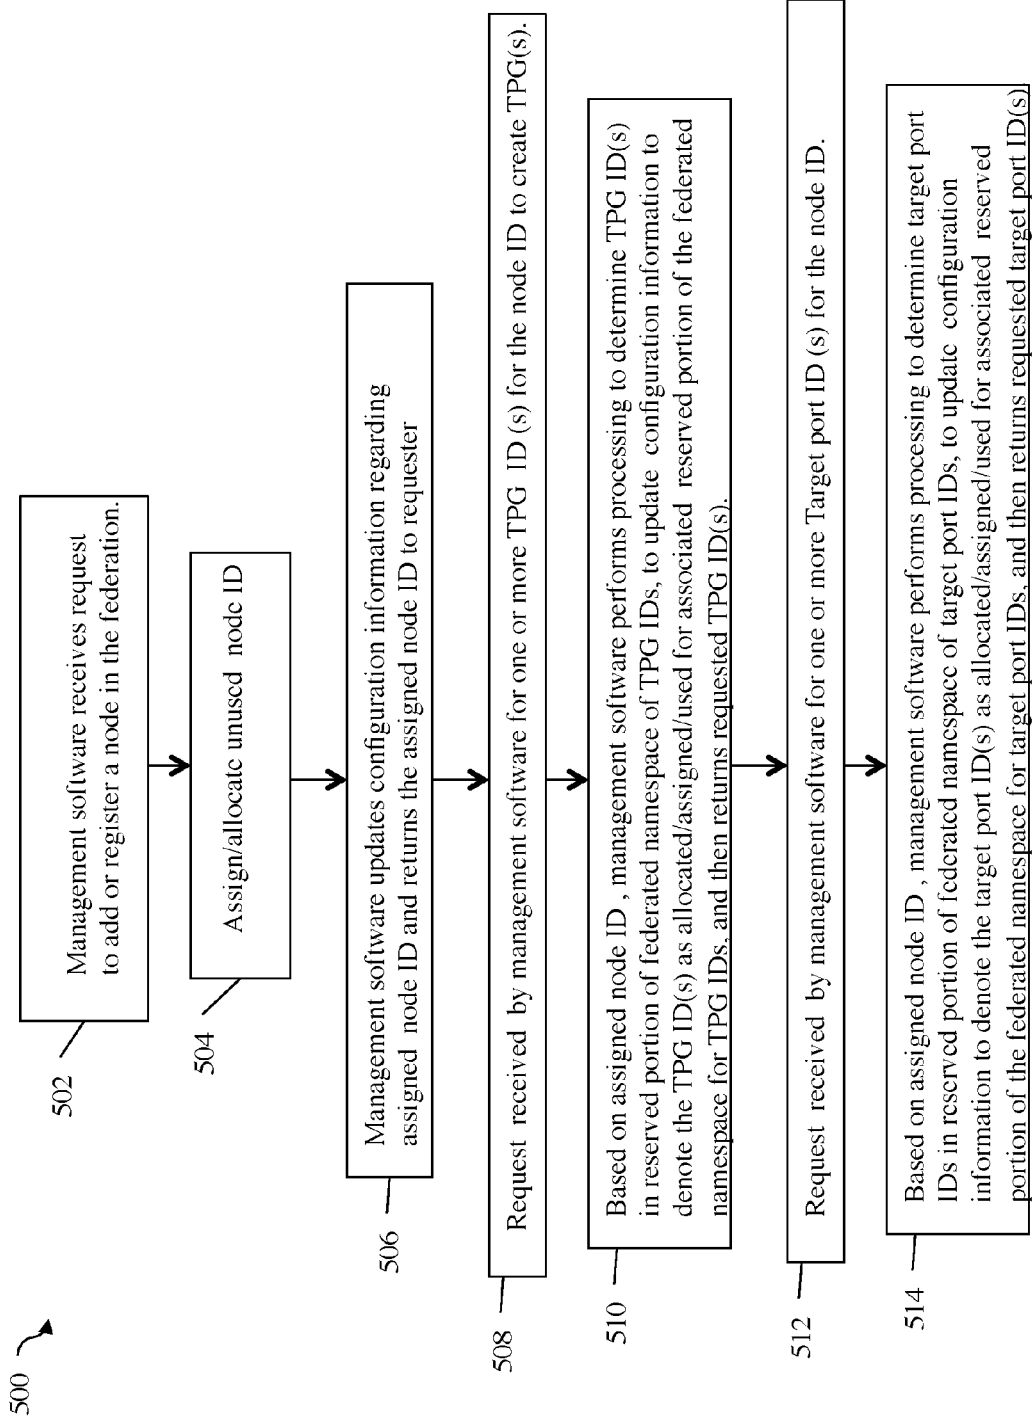 500
502
Management software receives request
to add or register a node in the federation.
504
Assign/allocate unused node ID
506
Management software updates configuration information regarding
assigned node ID and returns the assigned node ID to requester
508
Request received by management software for one or more TPG ID (s) for the node ID to create TPG(s).
510
Based on assigned node ID , management software performs processing to determine TPG ID(s)
in reserved portion of federated namespace of TPG IDs, to update configuration information to
denote the TPG ID(s) as allocated/assigned/used for associated reserved portion of the federated
namespace for TPG IDs, and then returns requested TPG ID(s).
512
Request received by management software for one or more Target port ID (s) for the node ID.
514
Based on assigned node ID , management software performs processing to determine target port
IDs in reserved portion of federated namespace of target port IDs, to update configuration
information to denote the target port ID(s) as allocated/assigned/used for associated reserved
portion of the federated namespace for target port IDs, and then returns requested target port ID(s)